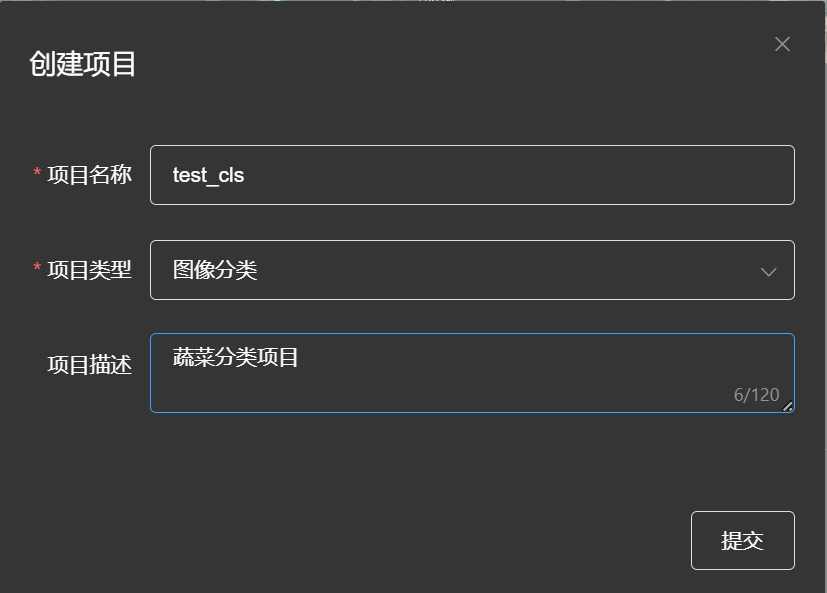 创建项目
* 项目名称 test_cls
* 项目类型 图像分类
项目描述 蔬菜分类项目
6/120
提交